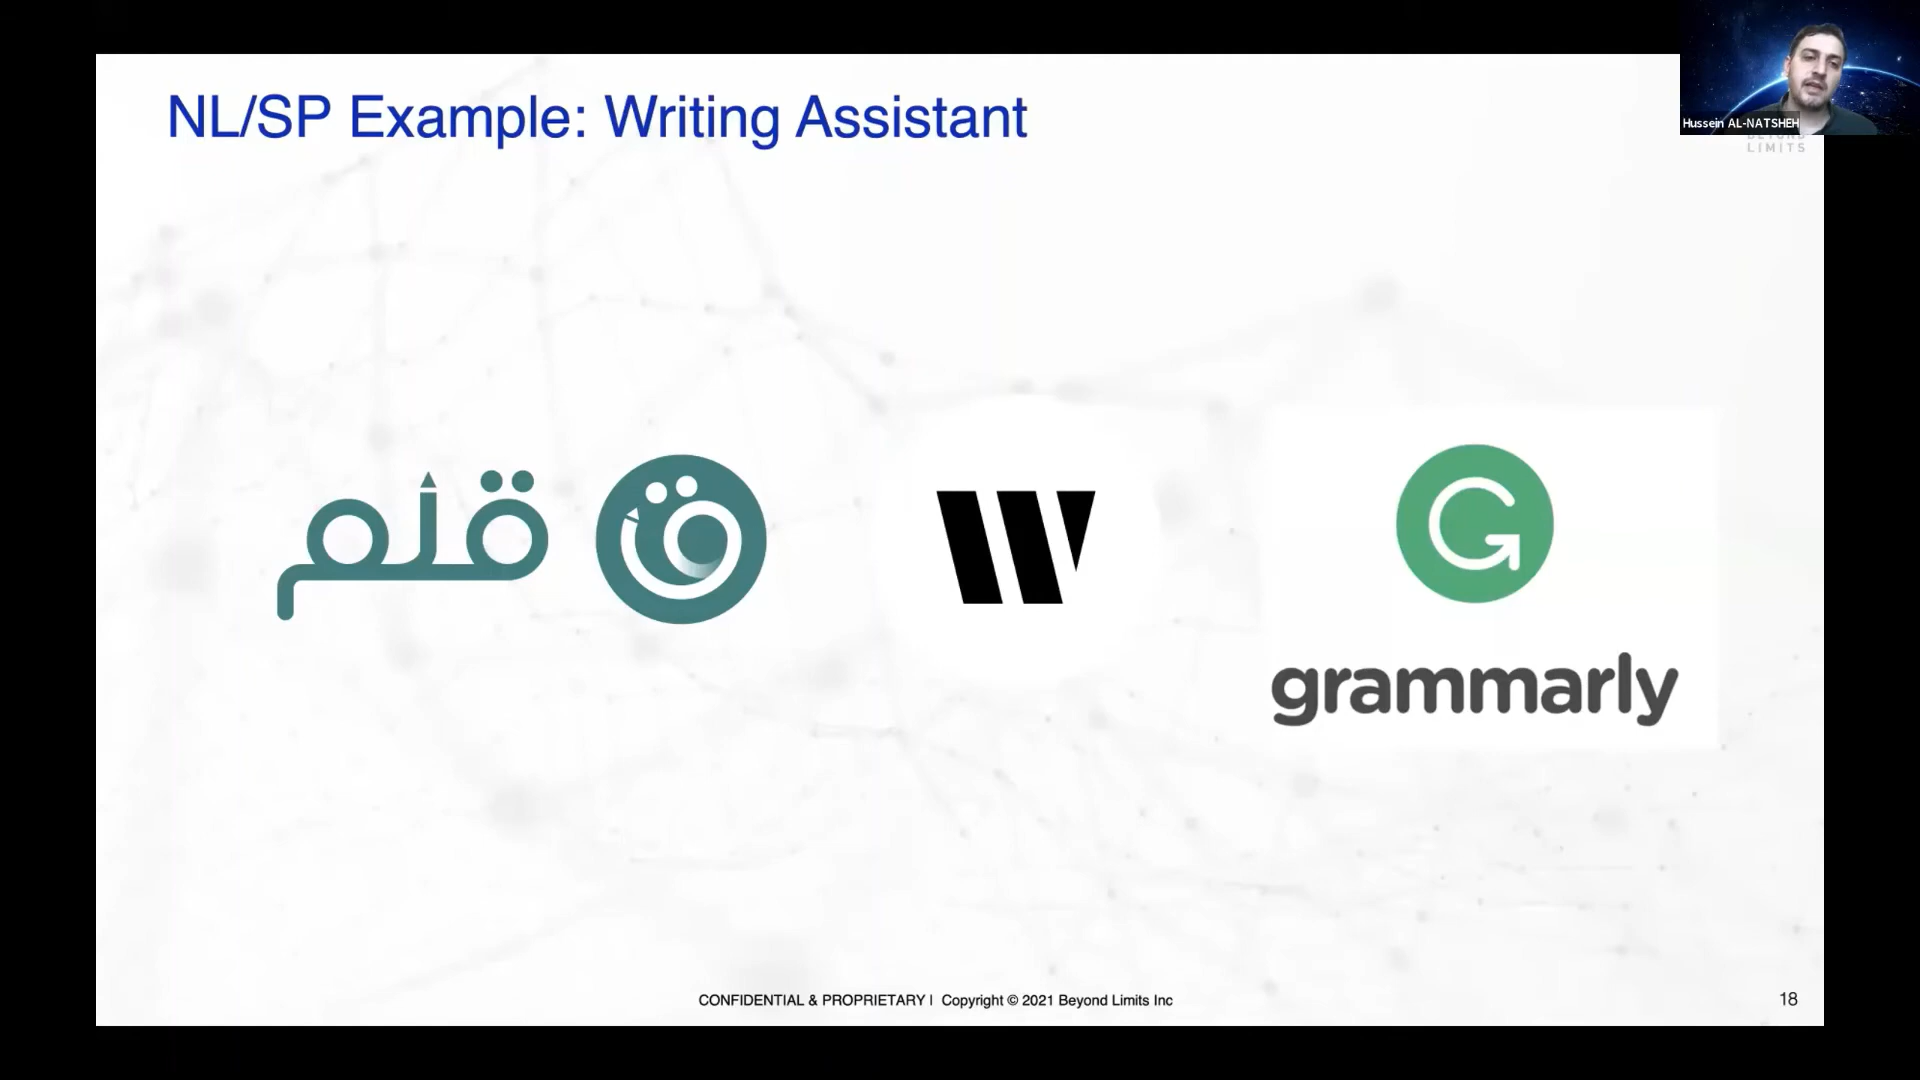 NL/SP Example: Writing Assistant
Hussein AL-NATSHEH
BEYOND
LIMITS
قلم
grammarly
CONFIDENTIAL & PROPRIETARY | Copyright © 2021 Beyond Limits Inc
18